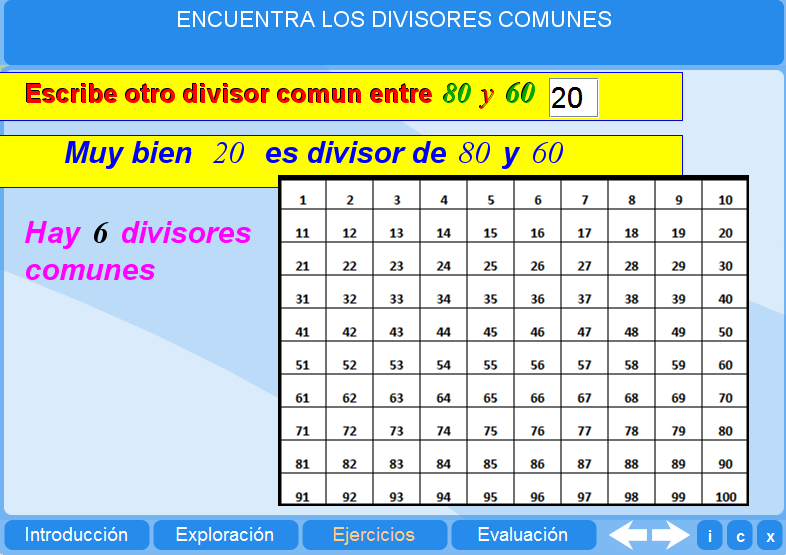 ENCUENTRA LOS DIVISORES COMUNES
Escribe otro divisor comun entre 80 y 60 20
Muy bien 20 es divisor de 80 y 60
Hay 6 divisores
comunes
1 2 3 4 5 6 7 8 9 10
11 12 13 14 15 16 17 18 19 20
21 22 23 24 25 26 27 28 29 30
31 32 33 34 35 36 37 38 39 40
41 42 43 44 45 46 47 48 49 50
51 52 53 54 55 56 57 58 59 60
61 62 63 64 65 66 67 68 69 70
71 72 73 74 75 76 77 78 79 80
81 82 83 84 85 86 87 88 89 90
91 92 93 94 95 96 97 98 99 100
Introducción Exploración Ejercicios Evaluación i c x